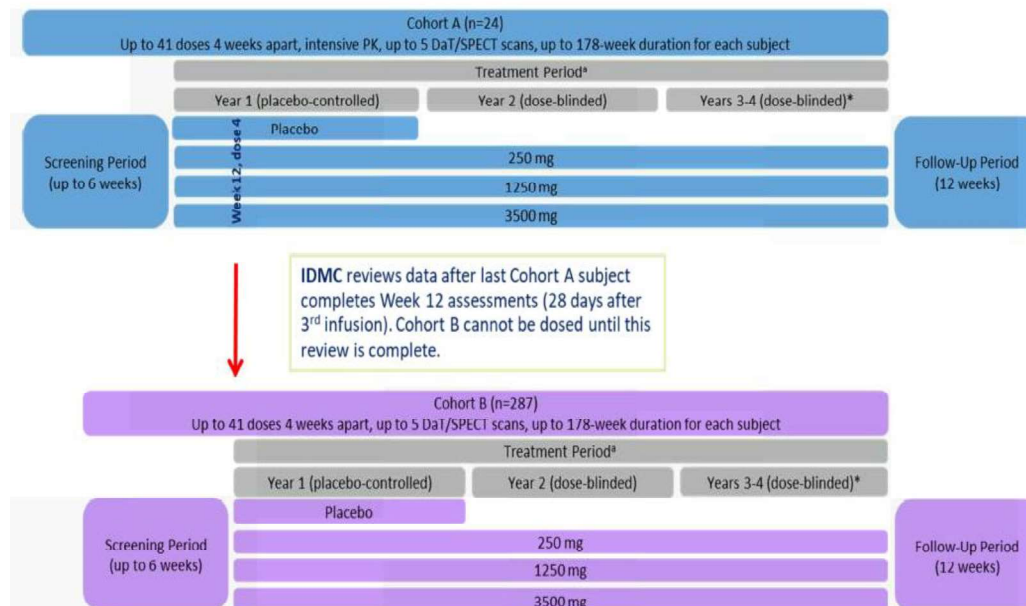 Cohort A (n=24)
Up to 41 doses 4 weeks apart, intensive PK, up to 5 DaT/SPECT scans, up to 178-week duration for each subject
Treatment Periodª
Year 1 (placebo-controlled)
Year 2 (dose-blinded)
Years 3-4 (dose-blinded)*
Placebo
Week 12, dose 4
Screening Period
(up to 6 weeks)
250 mg
1250 mg
3500 mg
Follow-Up Period
(12 weeks)
IDMC reviews data after last Cohort A subject
completes Week 12 assessments (28 days after
3rd infusion). Cohort B cannot be dosed until this
review is complete.
Cohort B (n=287)
Up to 41 doses 4 weeks apart, up to 5 DaT/SPECT scans, up to 178-week duration for each subject
Treatment Periodª
Year 1 (placebo-controlled)
Year 2 (dose-blinded)
Years 3-4 (dose-blinded)*
Placebo
Screening Period
(up to 6 weeks)
250 mg
1250 mg
3500 mg
Follow-Up Period
(12 weeks)